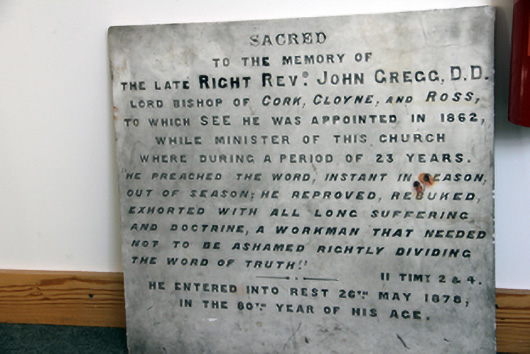 SACRED
TO THE MEMORY OF
THE LATE RIGHT REVD. JOHN GREGG, D.D.
LORD BISHOP OF CORK, CLOYNE, AND ROSS,
TO WHICH SEE HE WAS APPOINTED IN 1862,
WHILE MINISTER OF THIS CHURCH
WHERE DURING A PERIOD OF 23 YEARS.
HE PREACHED THE WORD, INSTANT IN SEASON,
OUT OF SEASON; HE REPROVED, REBUKED,
EXHORTED WITH ALL LONG SUFFERING
AND DOCTRINE, A WORKMAN THAT NEEDED
NOT TO BE ASHAMED RIGHTLY DIVIDING
THE WORD OF TRUTH!!
II TIMY 2 & 4.
HE ENTERED INTO REST 26TH MAY 1878,
IN THE 80TH YEAR OF HIS AGE.